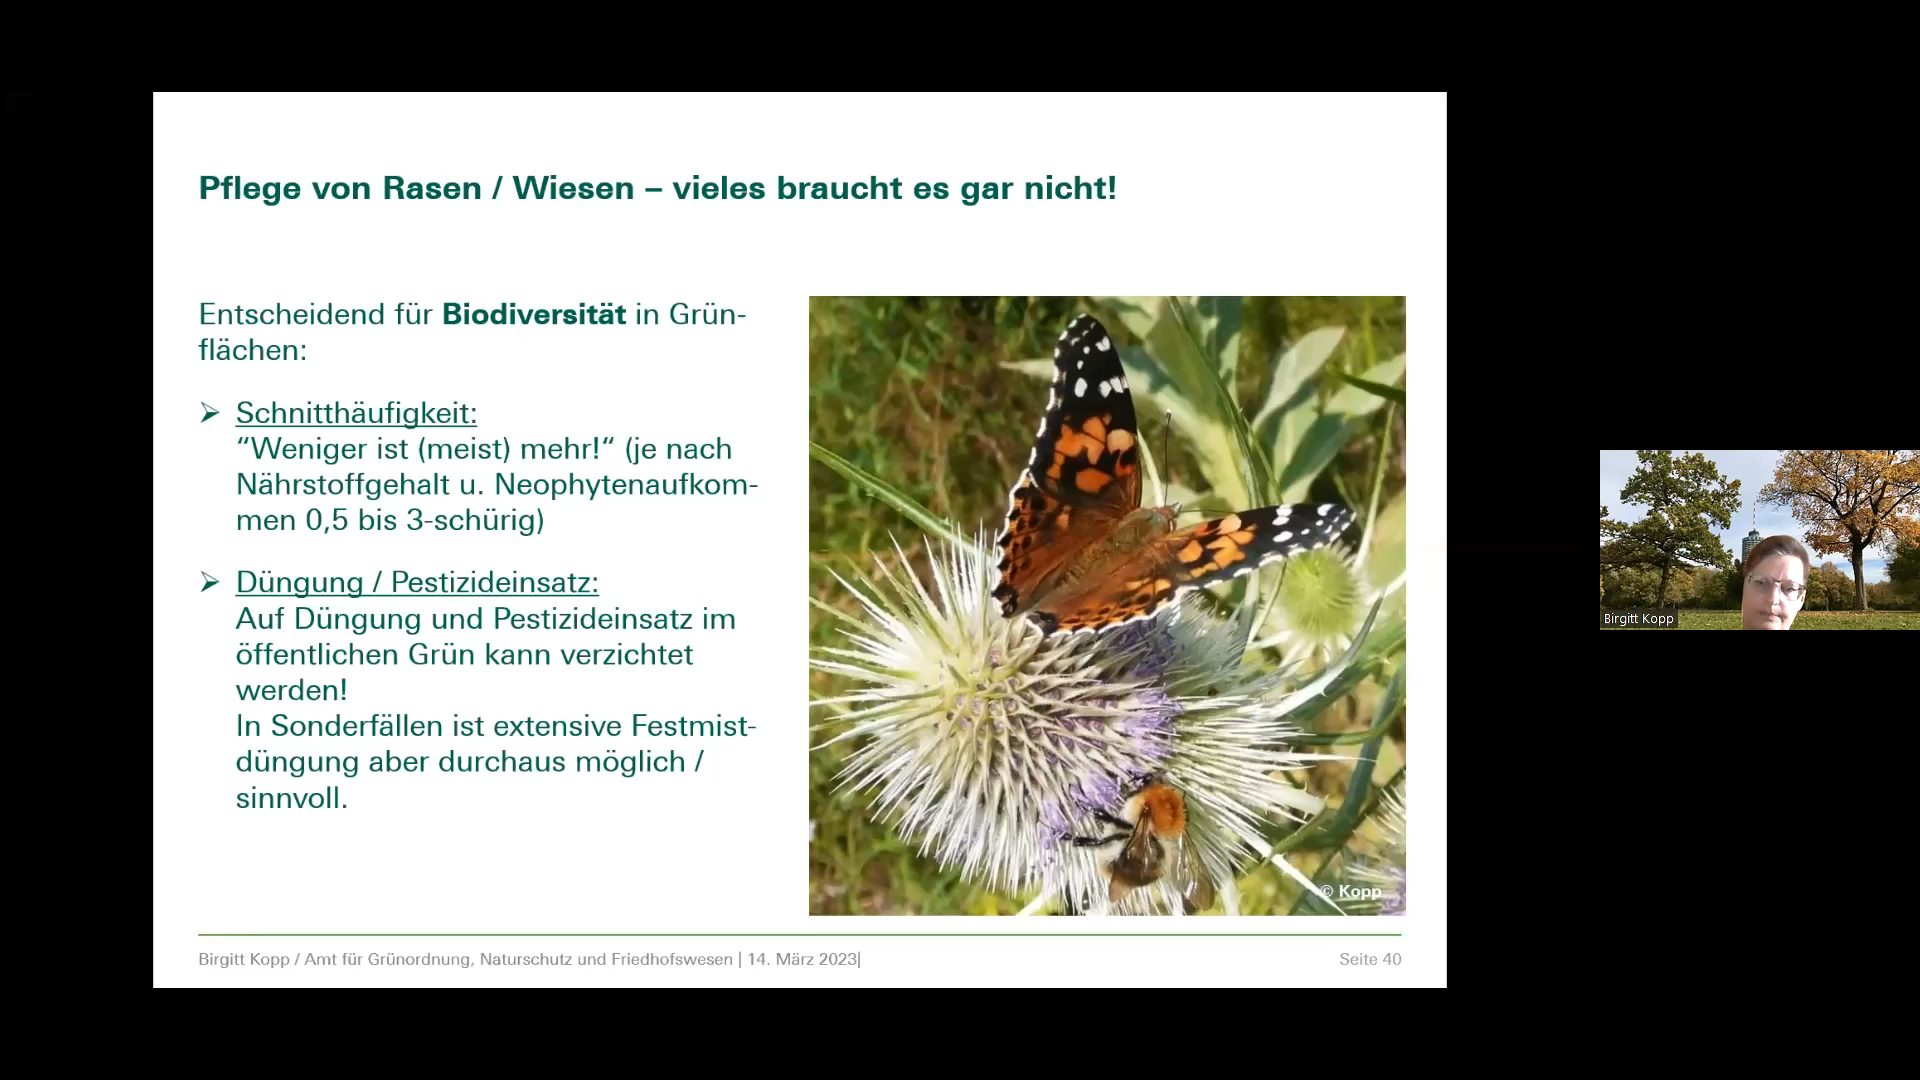 Pflege von Rasen / Wiesen – vieles braucht es gar nicht!
Entscheidend für Biodiversität in Grün-
flächen:
➢ Schnitthäufigkeit:
“Weniger ist (meist) mehr!“ (je nach
Nährstoffgehalt u. Neophytenaufkom-
men 0,5 bis 3-schürig)
➢ Düngung / Pestizideinsatz:
Auf Düngung und Pestizideinsatz im
öffentlichen Grün kann verzichtet
werden!
In Sonderfällen ist extensive Festmist-
düngung aber durchaus möglich /
sinnvoll.
© Kopp
Birgitt Kopp / Amt für Grünordnung, Naturschutz und Friedhofswesen | 14. März 2023|
Seite 40
Birgitt Kopp